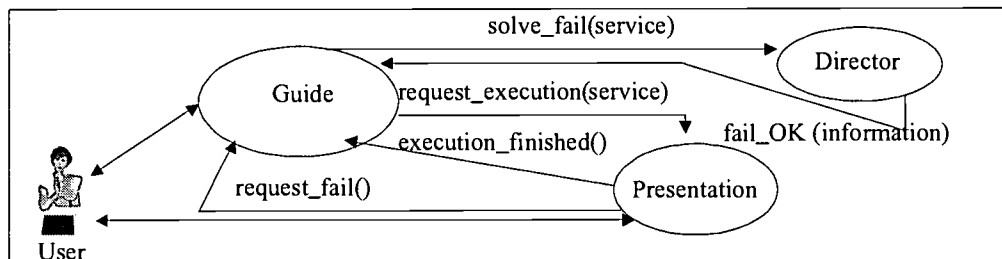 solve_fail(service)
Director
Guide
request_execution(service)
fail_OK (information)
execution_finished()
request_fail()
Presentation
User